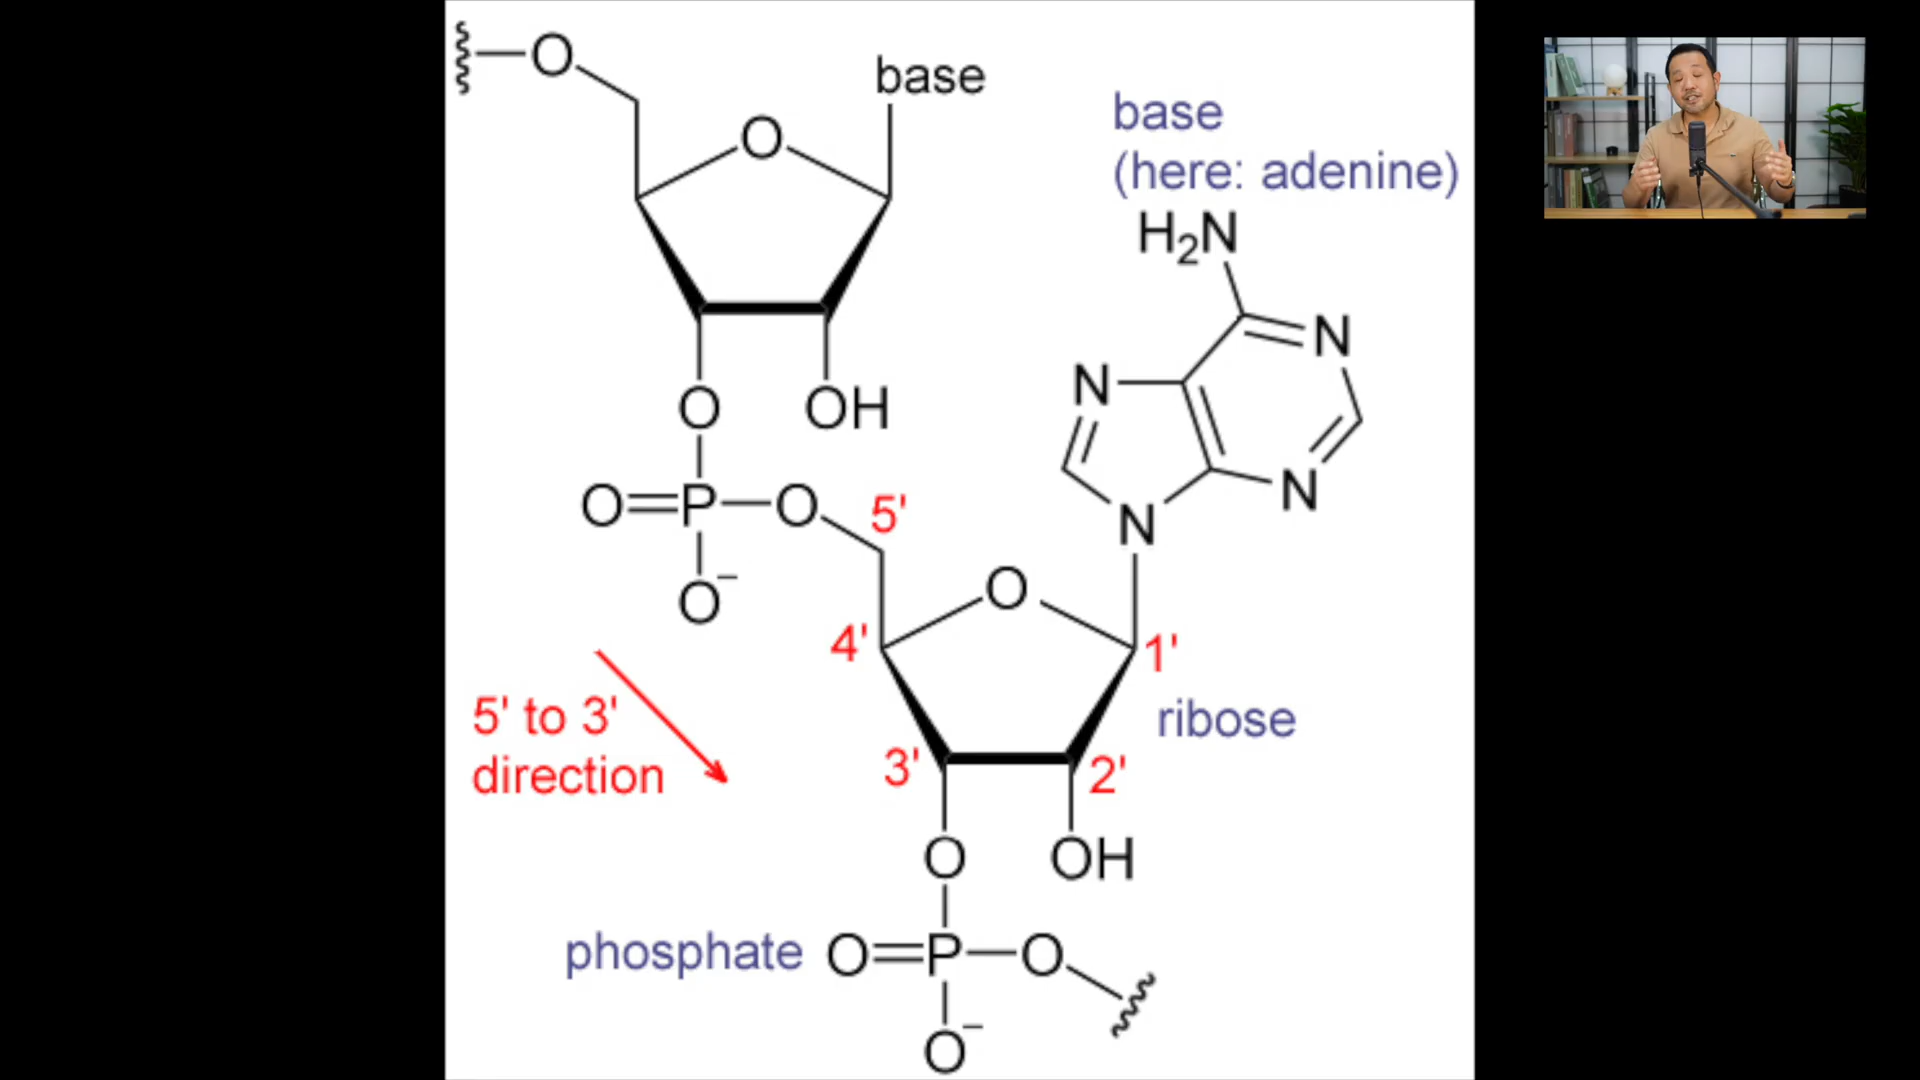 O
base
O
base
(here: adenine)
H₂N
N
N
O
OH
N
O=P–O
5'
N
O⁻
O
4'
1'
5' to 3'
direction
ribose
3'
2'
O
OH
phosphate
O=P–O
O⁻